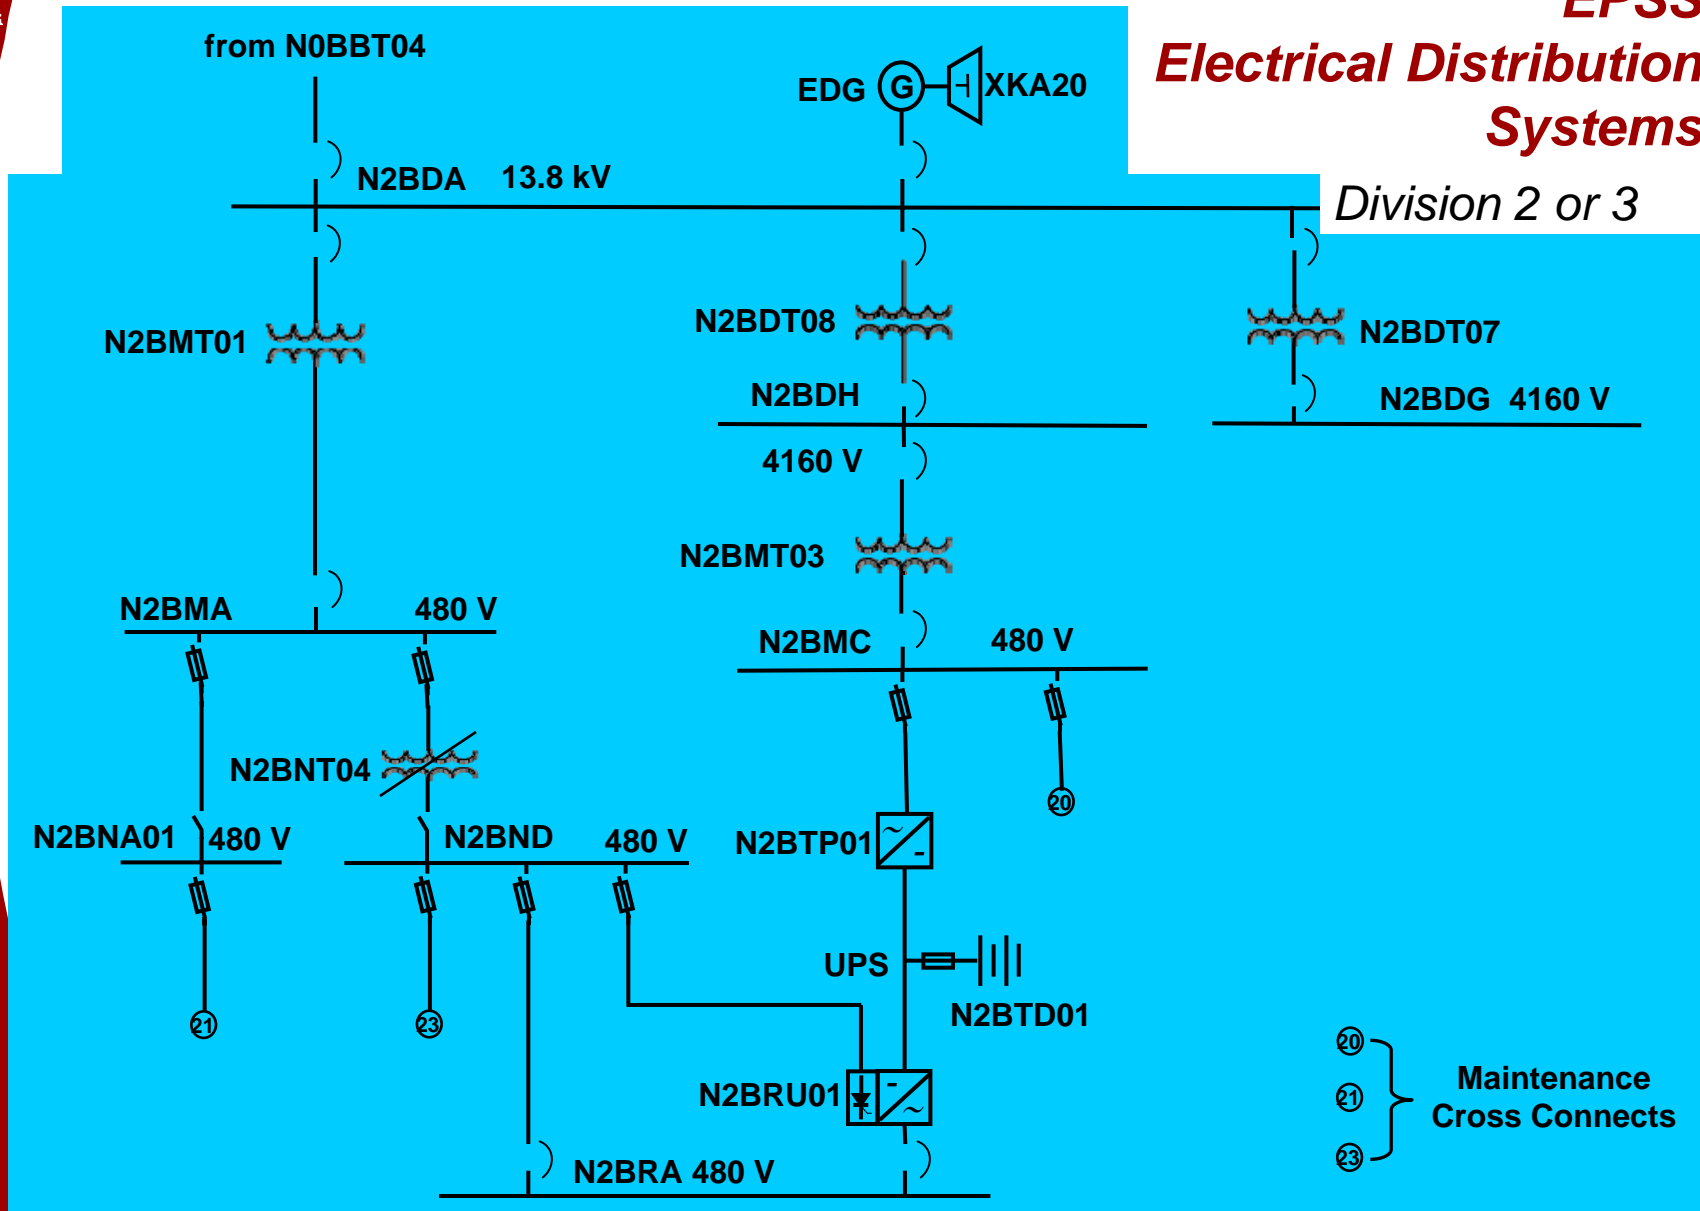 EPSS
Electrical Distribution
Systems
Division 2 or 3
from N0BBT04
EDG
G
XKA20
N2BDA 13.8 kV
N2BMT01
N2BDT08
N2BDT07
N2BDH
N2BDG 4160 V
4160 V
N2BMT03
N2BMA 480 V
N2BMC 480 V
N2BNT04
20
N2BNA01 480 V
N2BND 480 V
N2BTP01
UPS
N2BTD01
21
23
N2BRU01
N2BRA 480 V
20
21
23
Maintenance
Cross Connects